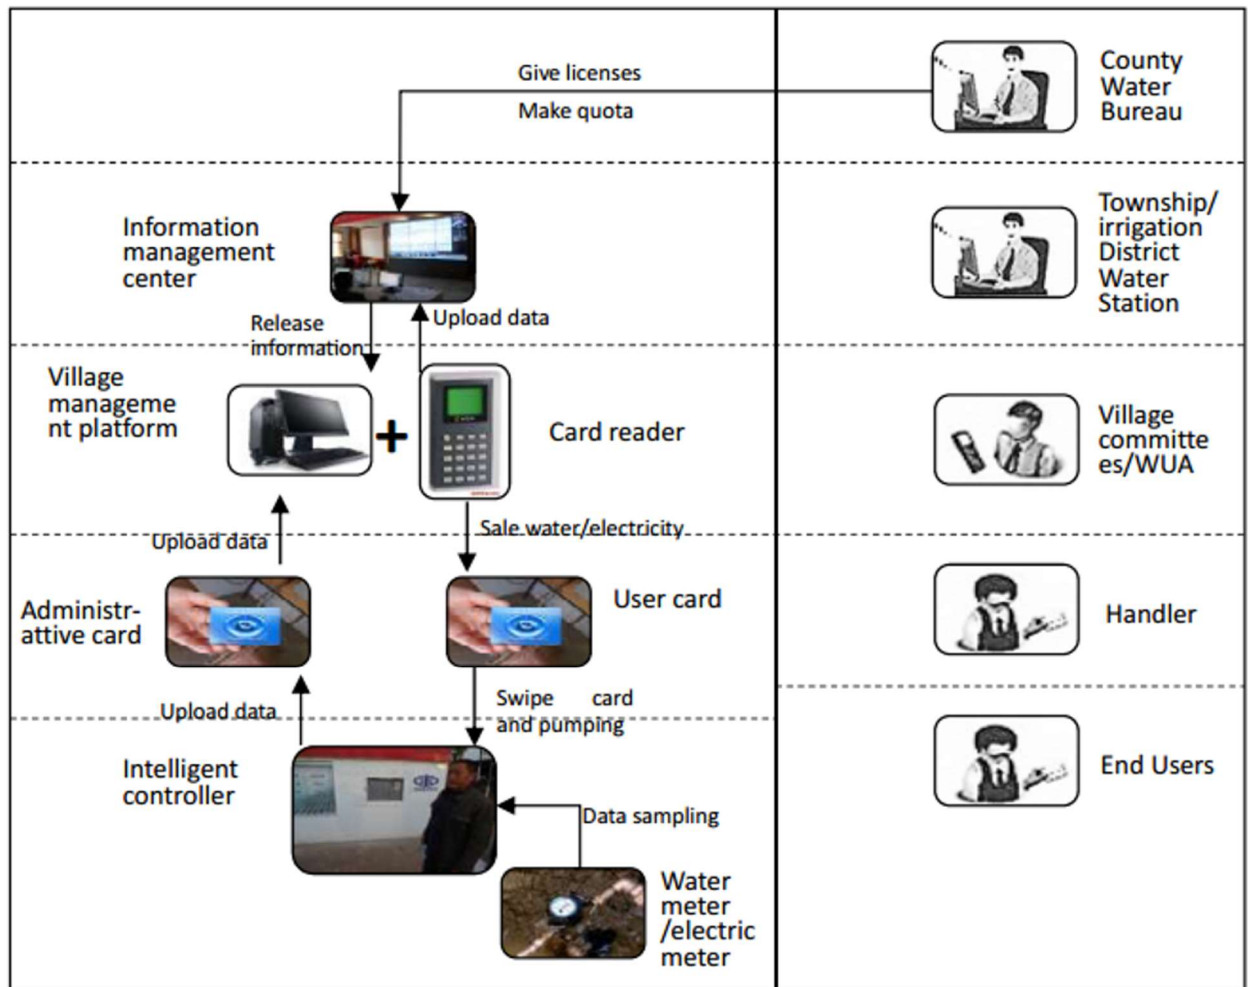 Give licenses
Make quota
County
Water
Bureau
Information
management
center
Township/
irrigation
District
Water
Station
Release
information
Upload data
Village
manageme
nt platform
Card reader
Village
committe
es/WUA
Sale water/electricity
Upload data
Administr-
attive card
User card
Handler
Upload data
Swipe card
and pumping
Intelligent
controller
End Users
Data sampling
Water
meter
/electric
meter